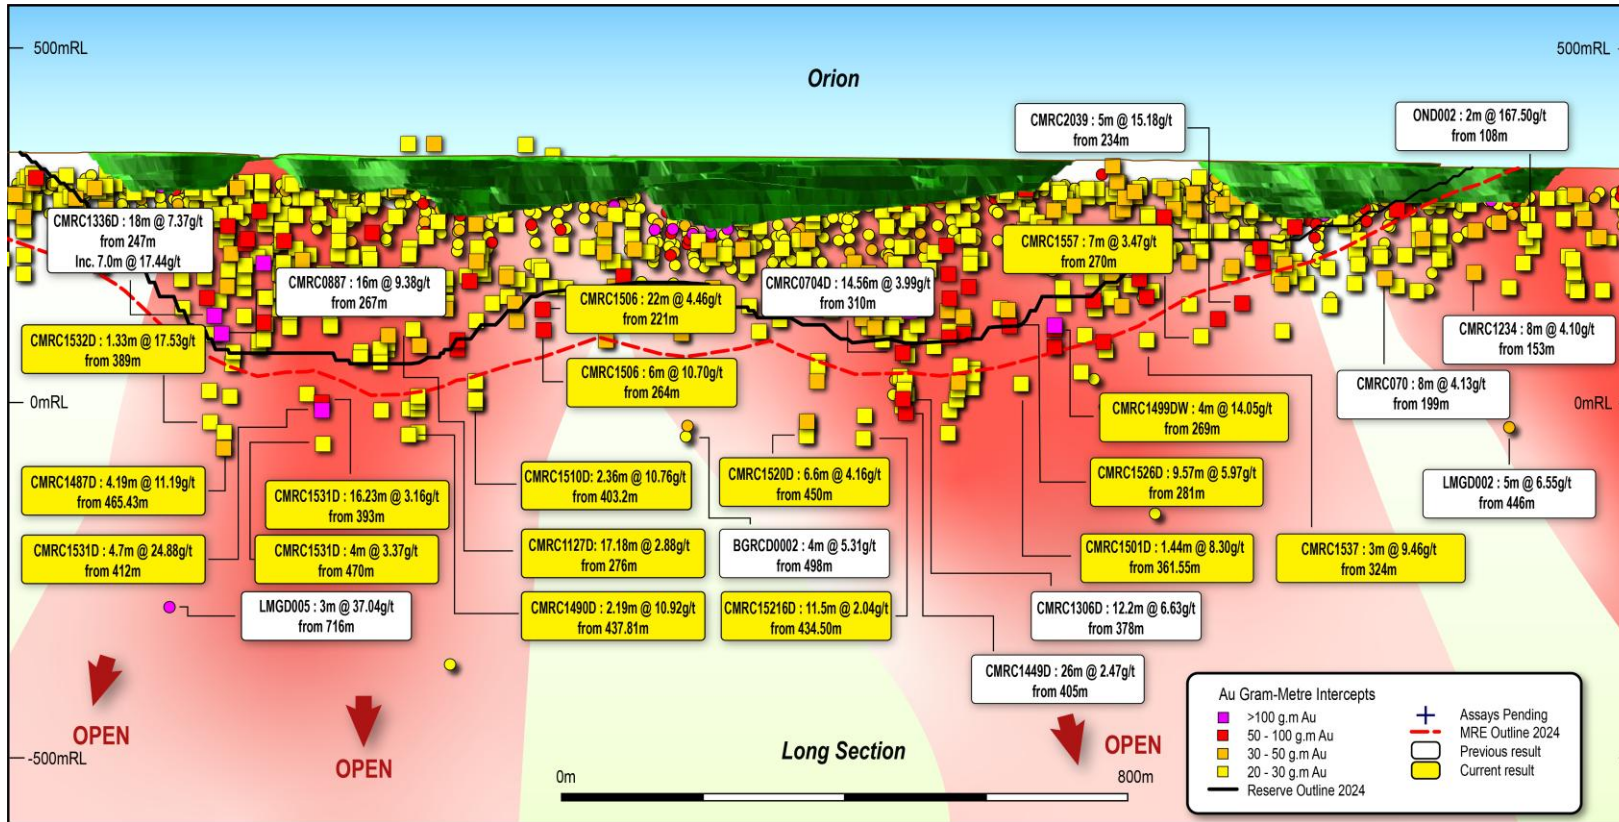 500mRL
500mRL
Orion
CMRC2039 : 5m @ 15.18g/t
from 234m
OND002 : 2m @ 167.50g/t
from 108m
CMRC1336D : 18m @ 7.37g/t
from 247m
Inc. 7.0m @ 17.44g/t
CMRC0887 : 16m @ 9.38g/t
from 267m
CMRC1506 : 22m @ 4.46g/t
from 221m
CMRC0704D : 14.56m @ 3.99g/t
from 310m
CMRC1557 : 7m @ 3.47g/t
from 270m
CMRC1532D : 1.33m @ 17.53g/t
from 389m
CMRC1506 : 6m @ 10.70g/t
from 264m
CMRC1234 : 8m @ 4.10g/t
from 153m
CMRC070 : 8m @ 4.13g/t
from 199m
0mRL
0mRL
CMRC1499DW : 4m @ 14.05g/t
from 269m
CMRC1487D : 4.19m @ 11.19g/t
from 465.43m
CMRC1531D : 16.23m @ 3.16g/t
from 393m
CMRC1510D: 2.36m @ 10.76g/t
from 403.2m
CMRC1520D : 6.6m @ 4.16g/t
from 450m
CMRC1526D : 9.57m @ 5.97g/t
from 281m
LMGD002 : 5m @ 6.55g/t
from 446m
CMRC1531D : 4.7m @ 24.88g/t
from 412m
CMRC1531D : 4m @ 3.37g/t
from 470m
CMRC1127D: 17.18m @ 2.88g/t
from 276m
BGRCD0002 : 4m @ 5.31g/t
from 498m
CMRC1501D : 1.44m @ 8.30g/t
from 361.55m
CMRC1537 : 3m @ 9.46g/t
from 324m
LMGD005 : 3m @ 37.04g/t
from 716m
CMRC1490D : 2.19m @ 10.92g/t
from 437.81m
CMRC15216D : 11.5m @ 2.04g/t
from 434.50m
CMRC1306D : 12.2m @ 6.63g/t
from 378m
CMRC1449D : 26m @ 2.47g/t
from 405m
OPEN
OPEN
OPEN
-500mRL
Long Section
0m
800m
Au Gram-Metre Intercepts
>100 g.m Au
50 - 100 g.m Au
30 - 50 g.m Au
20 - 30 g.m Au
Reserve Outline 2024
Assays Pending
MRE Outline 2024
Previous result
Current result